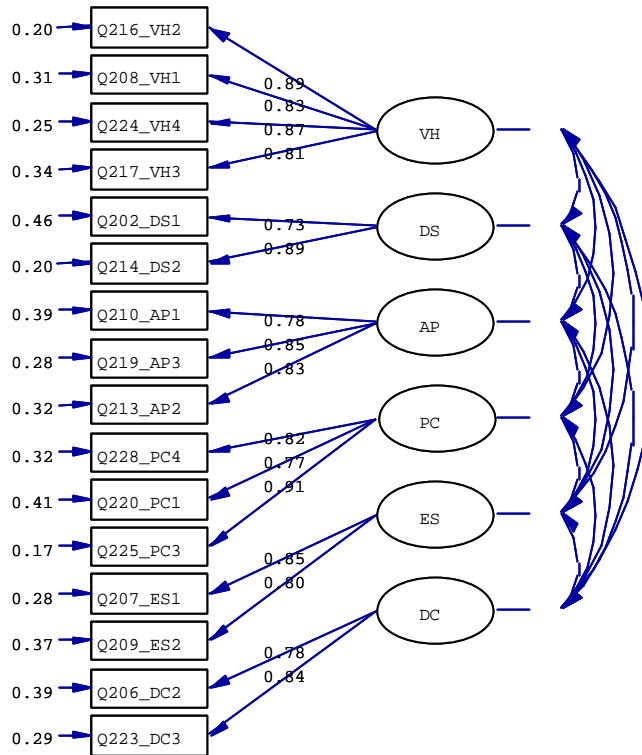 0.20 Q216_VH2
0.31 Q208_VH1
0.89
0.83
0.25 Q224_VH4
0.87
VH
0.81
0.34 Q217_VH3
0.46 Q202_DS1
0.73
DS
0.89
0.20 Q214_DS2
0.39 Q210_AP1
0.78
AP
0.85
0.28 Q219_AP3
0.83
0.32 Q213_AP2
0.82
PC
0.32 Q228_PC4
0.77
0.91
0.41 Q220_PC1
ES
0.17 Q225_PC3
0.85
0.28 Q207_ES1
0.80
DC
0.37 Q209_ES2
0.78
0.39 Q206_DC2
0.84
0.29 Q223_DC3